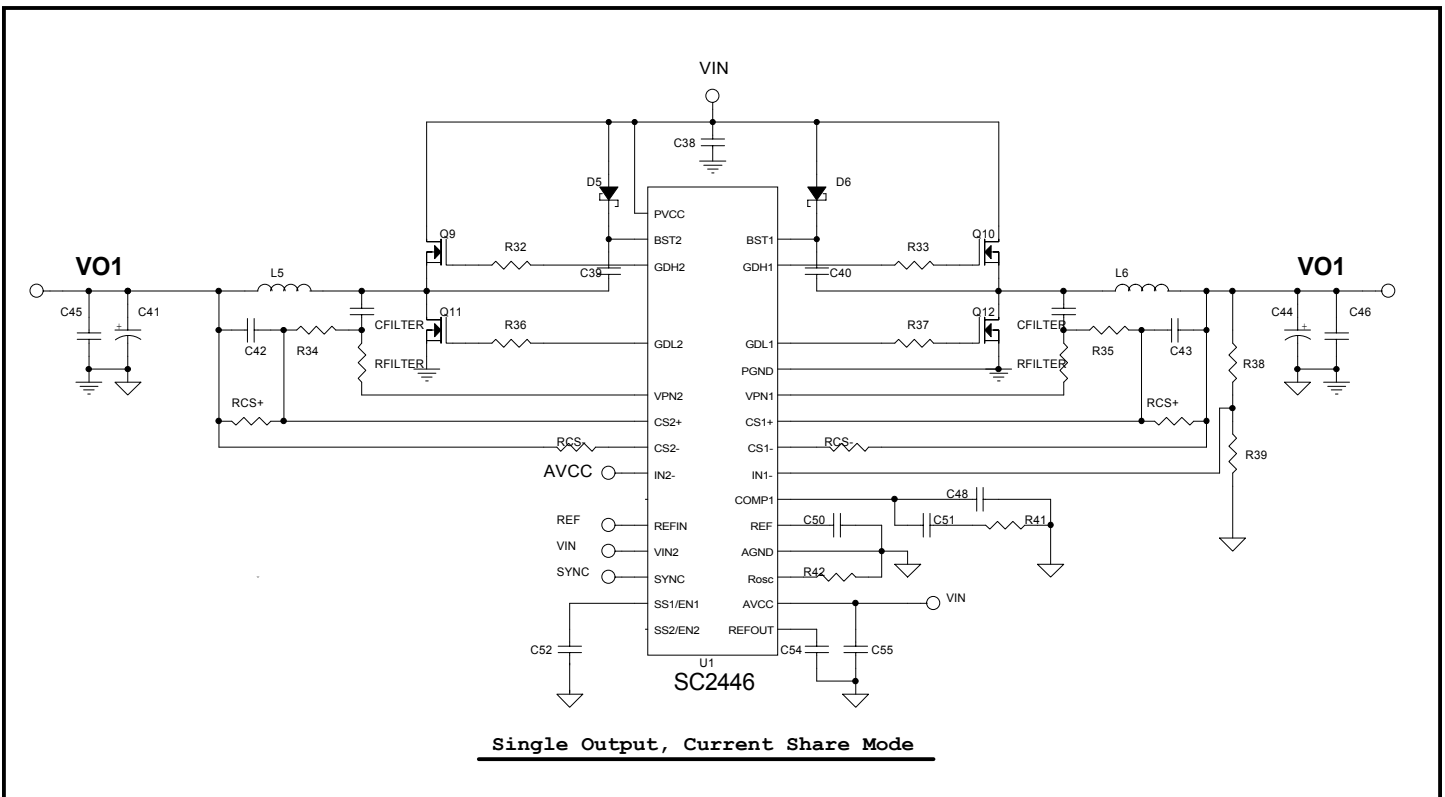 VIN
C38
D5
D6
PVCC
Q9
R32
BST2
BST1
R33
Q10
VO1
L5
C39
GDH2
GDH1
C40
L6
VO1
C45
C41
CFILTER
Q11
R36
R37
Q12
CFILTER
C44
C46
C42
R34
GDL2
GDL1
R35
C43
RFILTER
PGND
RFILTER
R38
VPN2
VPN1
RCS+
RCS+
CS2+
CS1+
RCS-
CS2-
CS1-
RCS-
R39
AVCC
IN2-
IN1-
COMP1
C48
REF
REFIN
REF
C50
C51
R41
VIN
VIN2
AGND
SYNC
SYNC
Rosc
R42
SS1/EN1
AVCC
VIN
SS2/EN2
REFOUT
C52
C54
C55
U1
SC2446
Single Output, Current Share Mode